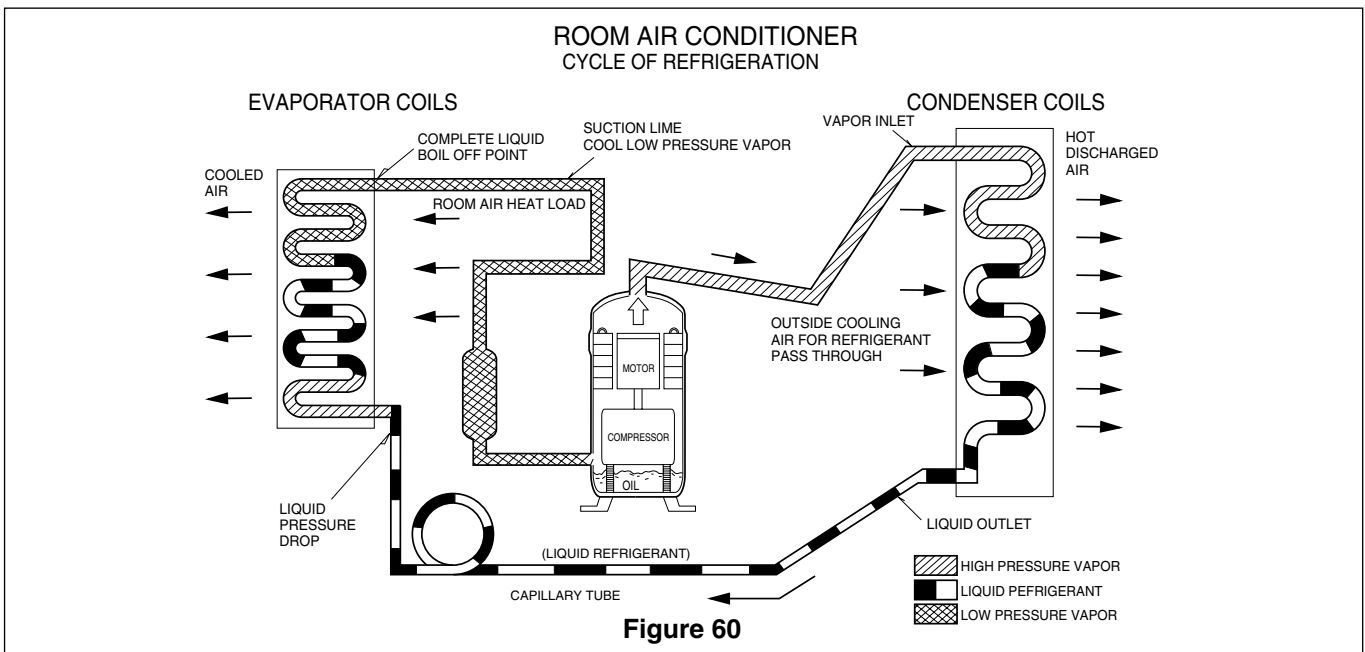 ROOM AIR CONDITIONER
CYCLE OF REFRIGERATION
EVAPORATOR COILS
CONDENSER COILS
COMPLETE LIQUID
BOIL OFF POINT
SUCTION LIME
COOL LOW PRESSURE VAPOR
VAPOR INLET
HOT
DISCHARGED
AIR
COOLED
AIR
ROOM AIR HEAT LOAD
OUTSIDE COOLING
AIR FOR REFRIGERANT
PASS THROUGH
MOTOR
COMPRESSOR
OIL
LIQUID
PRESSURE
DROP
LIQUID OUTLET
(LIQUID REFRIGERANT)
CAPILLARY TUBE
HIGH PRESSURE VAPOR
LIQUID PEFRIGERANT
LOW PRESSURE VAPOR
Figure 60